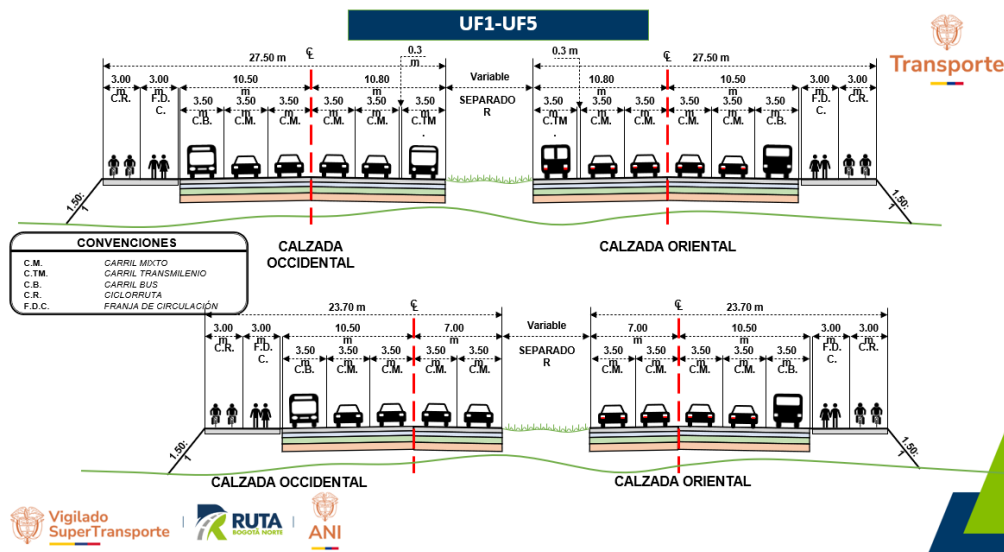 UF1-UF5
Transporte
27.50 m
℄
0.3
m
Variable
SEPARADO
R
0.3 m
℄
27.50 m
3.00
m
C.R.
3.00
m
F.D.
C.
10.50
m
10.80
m
10.80
m
10.50
m
3.00
m
F.D.
C.
3.00
m
C.R.
3.50
m
C.B.
3.50
m
C.M.
3.50
m
C.M.
3.50
m
C.M.
3.50
m
C.M.
3.50
m
C.TM
.
3.50
m
C.TM
.
3.50
m
C.M.
3.50
m
C.M.
3.50
m
C.M.
3.50
m
C.M.
3.50
m
C.B.
1.50:
1
1.50:
1
CALZADA
OCCIDENTAL
CALZADA ORIENTAL
CONVENCIONES
C.M. CARRIL MIXTO
C.TM. CARRIL TRANSMILENIO
C.B. CARRIL BUS
C.R. CICLORRUTA
F.D.C. FRANJA DE CIRCULACIÓN
23.70 m
℄
Variable
SEPARADO
R
℄
23.70 m
3.00
m
C.R.
3.00
m
F.D.
C.
10.50
m
7.00
m
7.00
m
10.50
m
3.00
m
F.D.
C.
3.00
m
C.R.
3.50
m
C.B.
3.50
m
C.M.
3.50
m
C.M.
3.50
m
C.M.
3.50
m
C.M.
3.50
m
C.M.
3.50
m
C.M.
3.50
m
C.M.
3.50
m
C.M.
3.50
m
C.B.
1.50:
1
1.50:
1
CALZADA OCCIDENTAL
CALZADA ORIENTAL
Vigilado
SuperTransporte
RUTA
BOGOTÁ NORTE
ANI